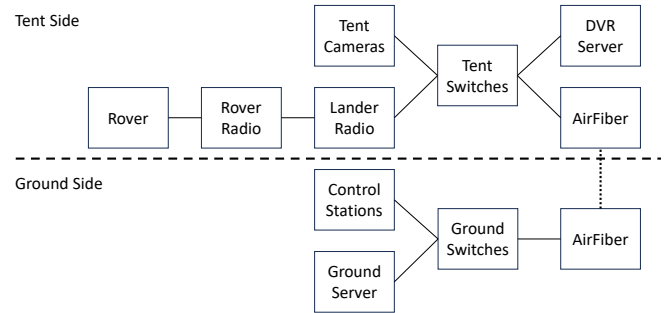 Tent Side
Tent
Cameras
DVR
Server
Tent
Switches
Rover
Rover
Radio
Lander
Radio
AirFiber
Ground Side
Control
Stations
Ground
Switches
AirFiber
Ground
Server